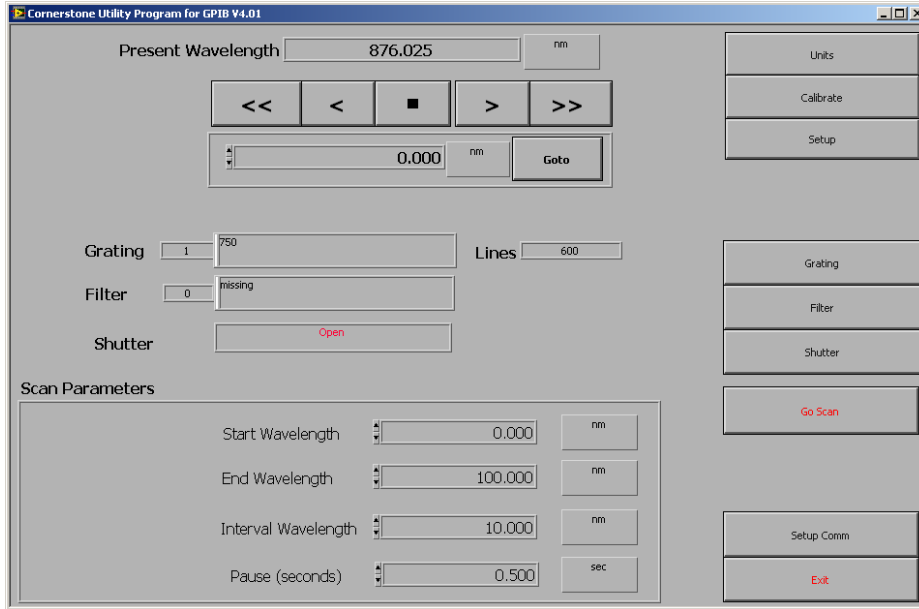 Cornerstone Utility Program for GPIB V4.01
Present Wavelength 876.025 nm
<< < ■ > >>
0.000 nm Goto
Units
Calibrate
Setup
Grating 1 750 Lines 600
Filter 0 missing
Shutter Open
Grating
Filter
Shutter
Go Scan
Scan Parameters
Start Wavelength 0.000 nm
End Wavelength 100.000 nm
Interval Wavelength 10.000 nm
Pause (seconds) 0.500 sec
Setup Comm
Exit